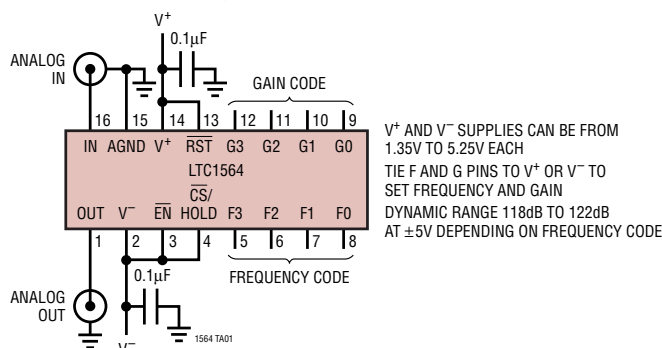 V+
0.1µF
ANALOG
IN
GAIN CODE
16 15 14 13 12 11 10 9
IN AGND V+ RST G3 G2 G1 G0
LTC1564
CS/
OUT V− EN HOLD F3 F2 F1 F0
1 2 3 4 5 6 7 8
0.1µF
FREQUENCY CODE
ANALOG
OUT
V−
1564 TA01
V+ AND V− SUPPLIES CAN BE FROM
1.35V TO 5.25V EACH
TIE F AND G PINS TO V+ OR V− TO
SET FREQUENCY AND GAIN
DYNAMIC RANGE 118dB TO 122dB
AT ±5V DEPENDING ON FREQUENCY CODE